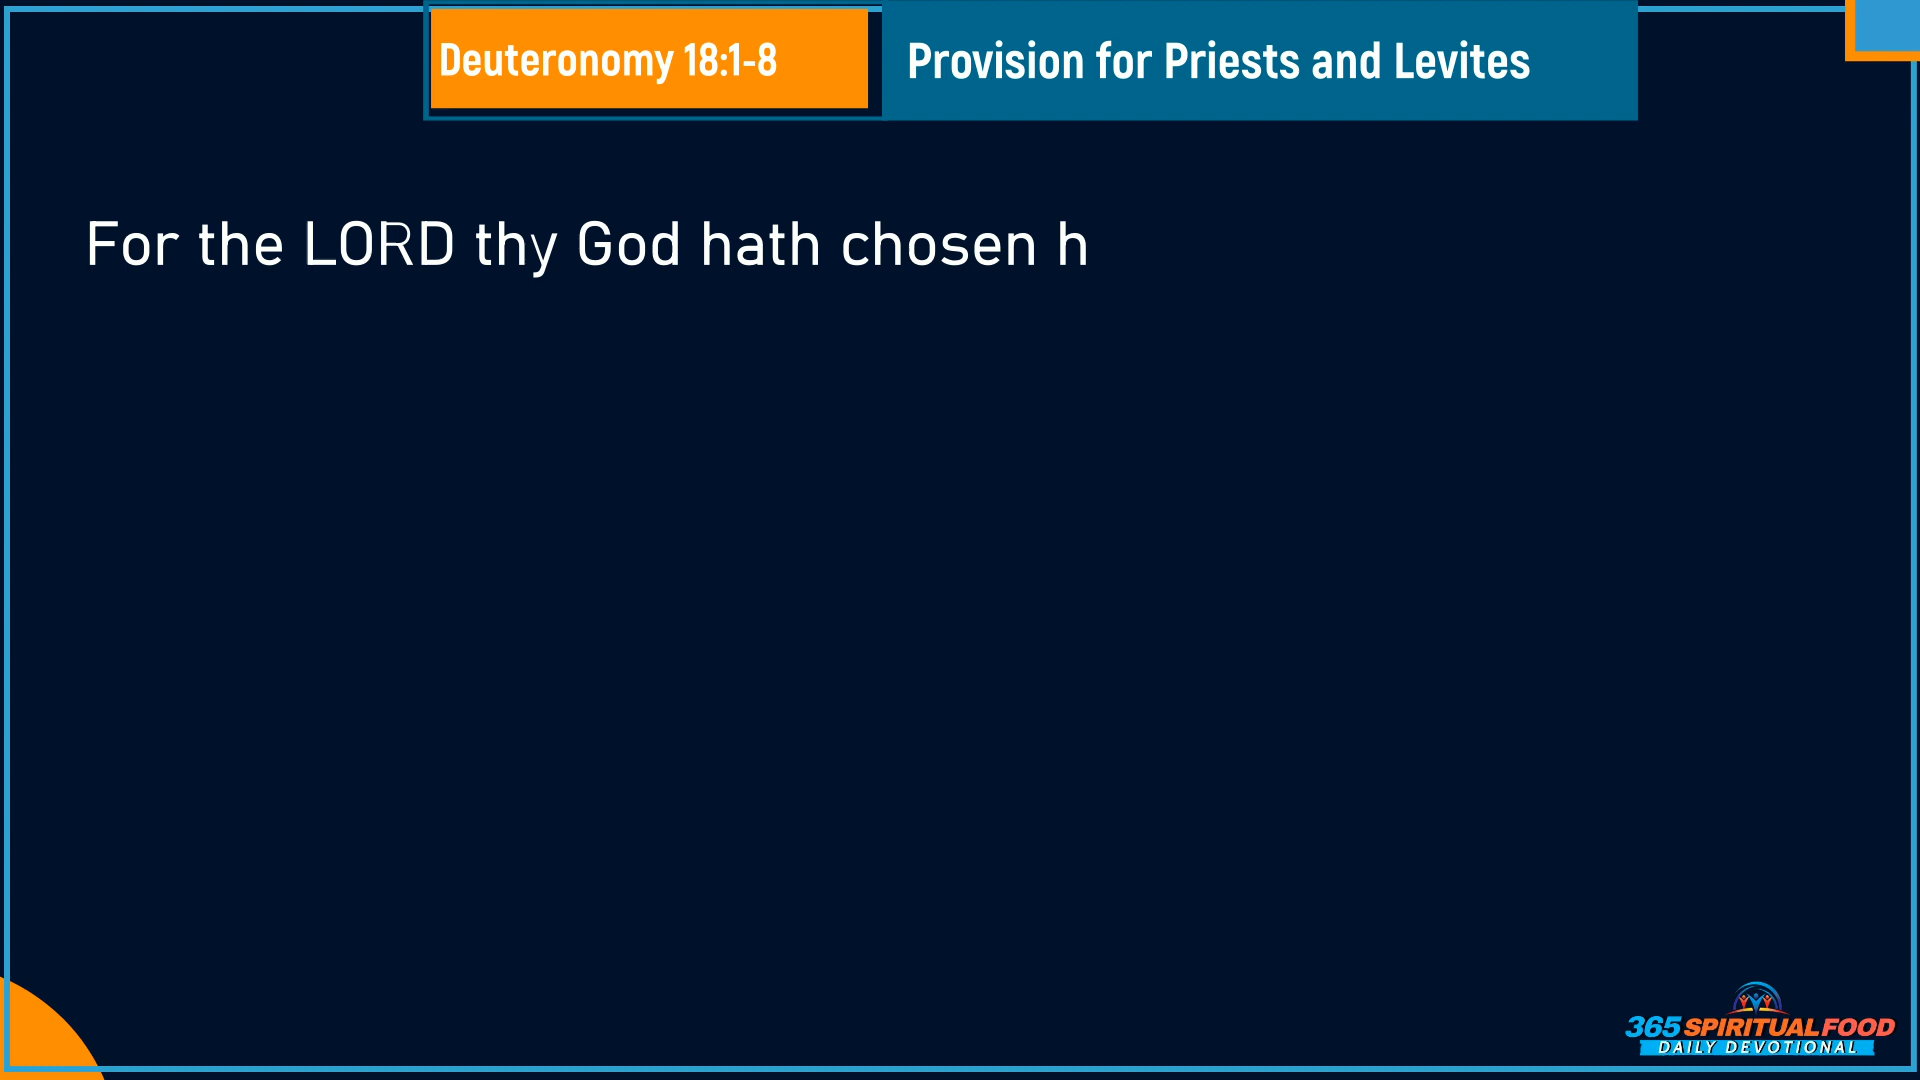 Deuteronomy 18:1-8
Provision for Priests and Levites
For the LORD thy God hath chosen h
365 SPIRITUAL FOOD
DAILY DEVOTIONAL